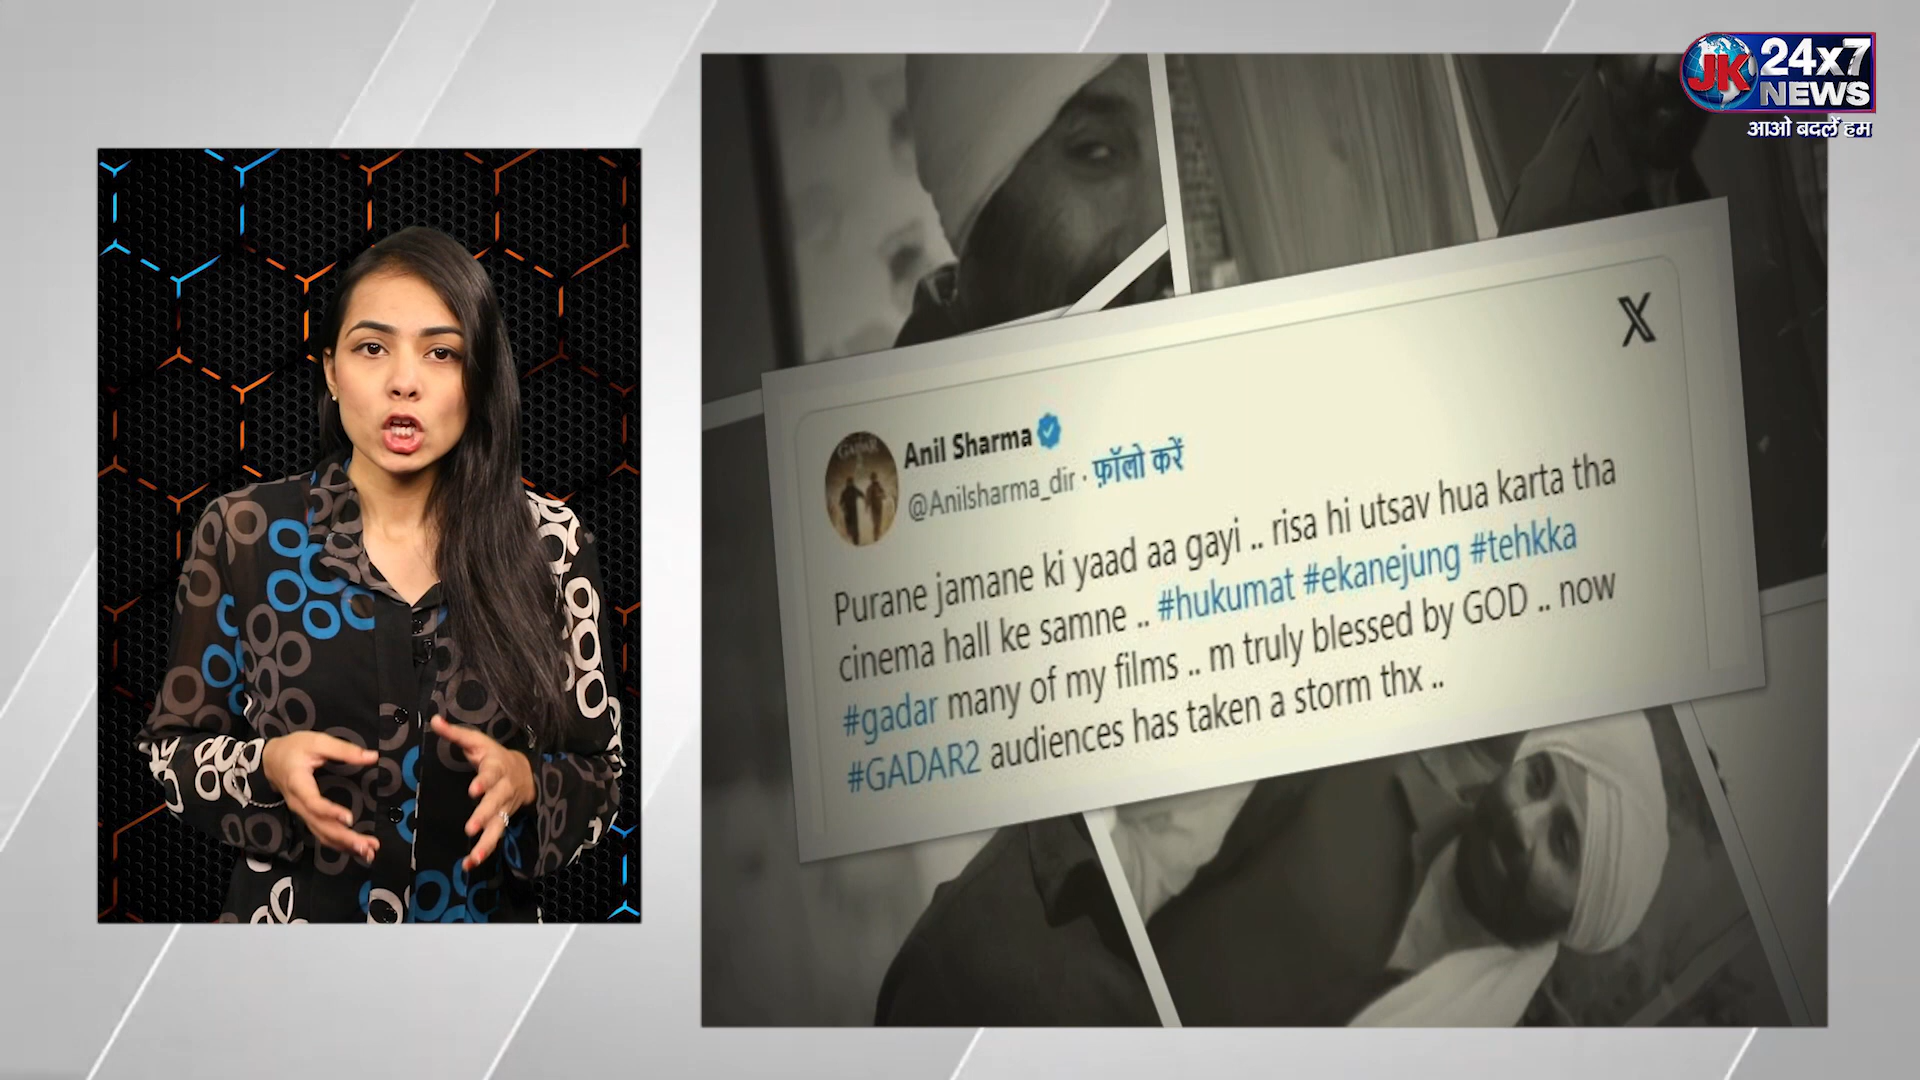 JK 24x7
NEWS
आओ बदलें हम
X
GADAR
Anil Sharma
@Anilsharma_dir · फ़ॉलो करें
Purane jamane ki yaad aa gayi .. risa hi utsav hua karta tha
cinema hall ke samne .. #hukumat #ekanejung #tehkka
#gadar many of my films .. m truly blessed by GOD .. now
#GADAR2 audiences has taken a storm thx ..